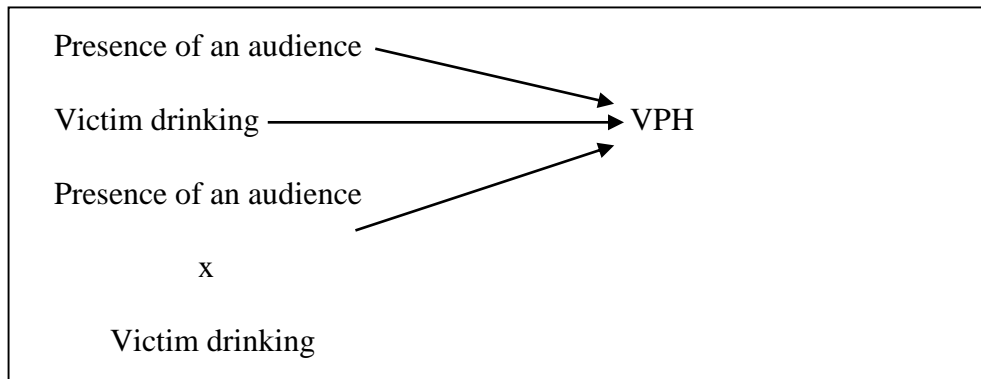 Presence of an audience
Victim drinking VPH
Presence of an audience
x
Victim drinking